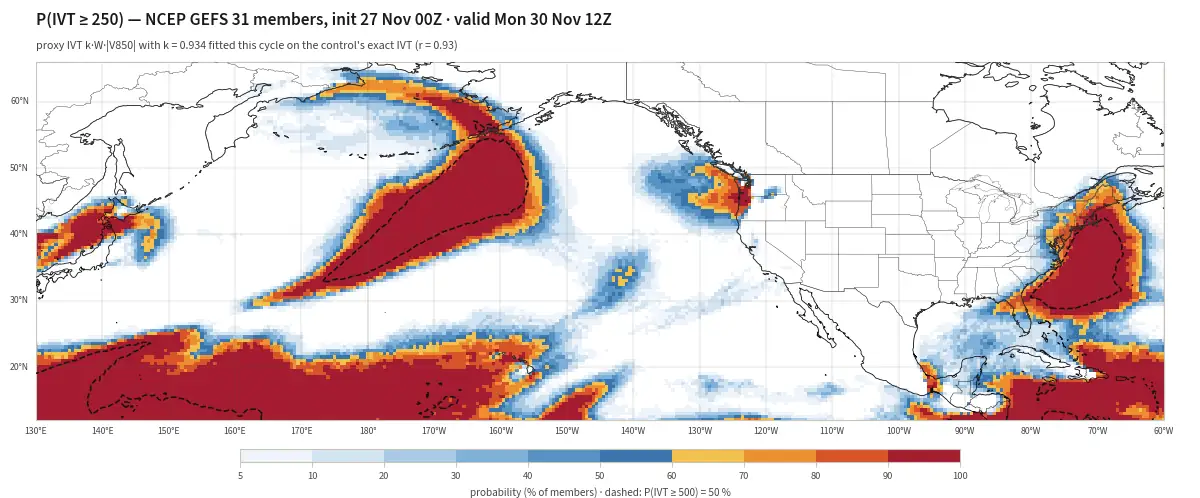 P(IVT ≥ 250) — NCEP GEFS 31 members, init 27 Nov 00Z · valid Mon 30 Nov 12Z
proxy IVT k·W·|V850| with k = 0.934 fitted this cycle on the control's exact IVT (r = 0.93)
60°N
50°N
40°N
30°N
20°N
130°E 140°E 150°E 160°E 170°E 180° 170°W 160°W 150°W 140°W 130°W 120°W 110°W 100°W 90°W 80°W 70°W 60°W
5 10 20 30 40 50 60 70 80 90 100
probability (% of members) · dashed: P(IVT ≥ 500) = 50 %